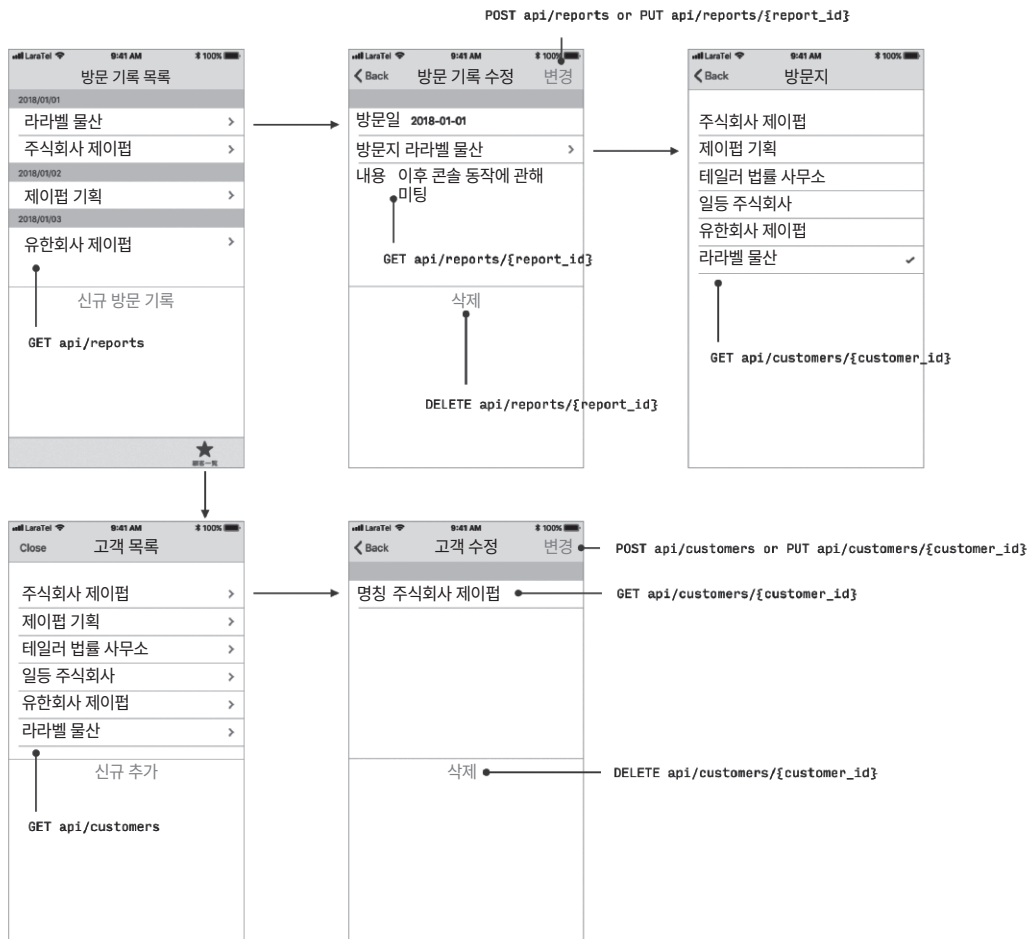 POST api/reports or PUT api/reports/{report_id}
LaraTel 9:41 AM 100%
방문 기록 목록
2018/01/01
라라벨 물산
주식회사 제이펍
2018/01/02
제이펍 기획
2018/01/03
유한회사 제이펍
신규 방문 기록
GET api/reports
顧客一覧
LaraTel 9:41 AM 100%
Back 방문 기록 수정 변경
방문일 2018-01-01
방문지 라라벨 물산
내용 이후 콘솔 동작에 관해
미팅
GET api/reports/{report_id}
삭제
DELETE api/reports/{report_id}
LaraTel 9:41 AM 100%
Back 방문지
주식회사 제이펍
제이펍 기획
테일러 법률 사무소
일등 주식회사
유한회사 제이펍
라라벨 물산
GET api/customers/{customer_id}
LaraTel 9:41 AM 100%
Close 고객 목록
주식회사 제이펍
제이펍 기획
테일러 법률 사무소
일등 주식회사
유한회사 제이펍
라라벨 물산
신규 추가
GET api/customers
LaraTel 9:41 AM 100%
Back 고객 수정 변경
POST api/customers or PUT api/customers/{customer_id}
명칭 주식회사 제이펍
GET api/customers/{customer_id}
삭제
DELETE api/customers/{customer_id}